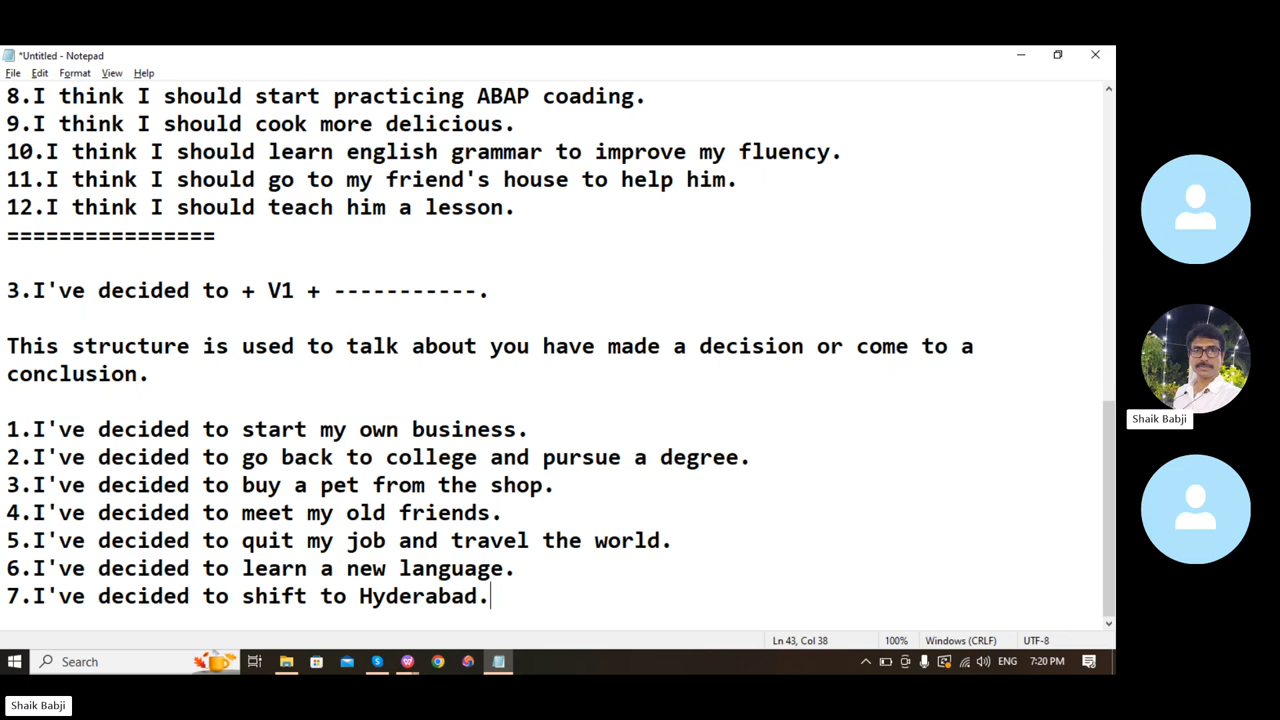 *Untitled - Notepad
File Edit Format View Help
8.I think I should start practicing ABAP coading.
9.I think I should cook more delicious.
10.I think I should learn english grammar to improve my fluency.
11.I think I should go to my friend's house to help him.
12.I think I should teach him a lesson.
================
3.I've decided to + V1 + -----------.
This structure is used to talk about you have made a decision or come to a
conclusion.
1.I've decided to start my own business.
2.I've decided to go back to college and pursue a degree.
3.I've decided to buy a pet from the shop.
4.I've decided to meet my old friends.
5.I've decided to quit my job and travel the world.
6.I've decided to learn a new language.
7.I've decided to shift to Hyderabad.
Shaik Babji
Ln 43, Col 38 100% Windows (CRLF) UTF-8
Search ENG 7:20 PM
Shaik Babji